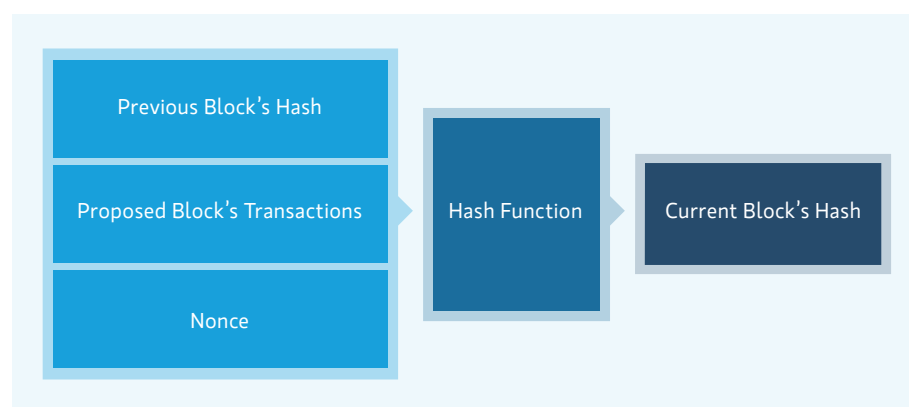 Previous Block’s Hash
Proposed Block’s Transactions
Nonce
Hash Function
Current Block’s Hash